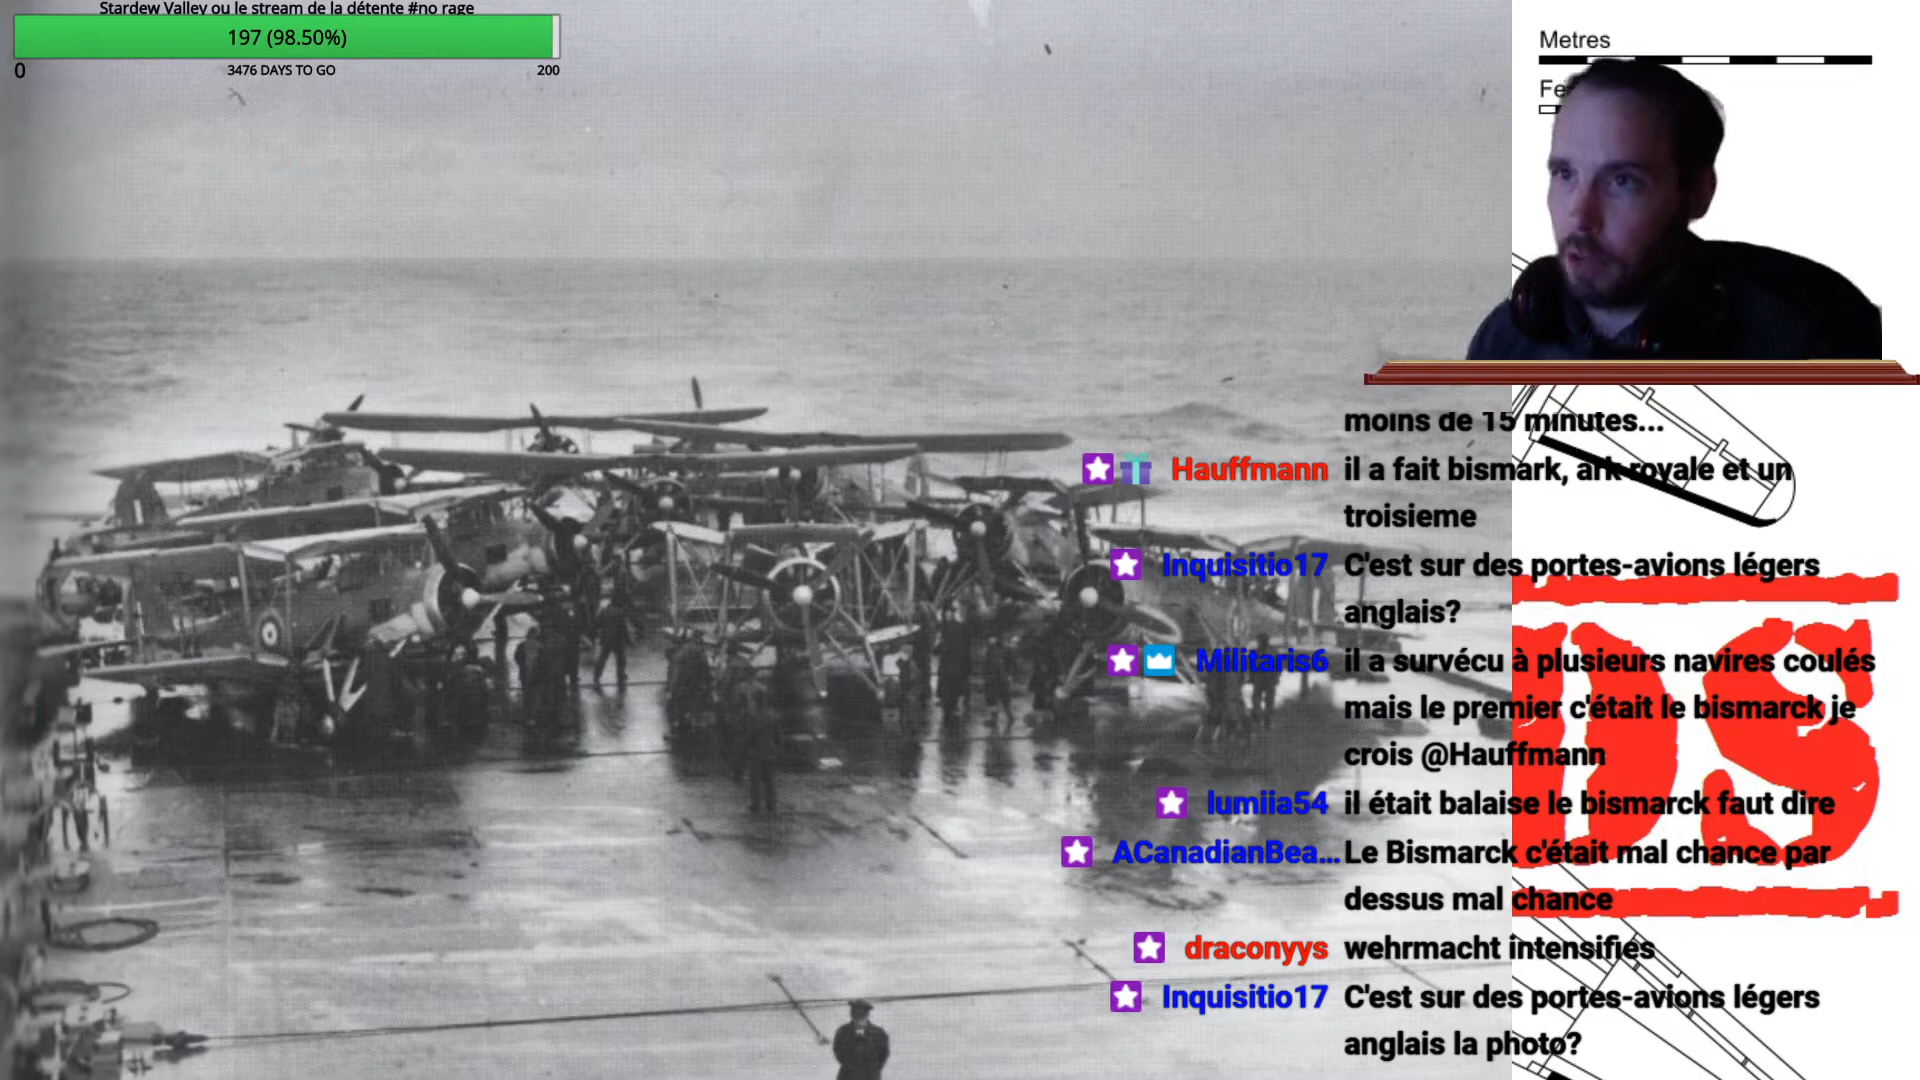 Stardew Valley ou le stream de la détente #no rage
197 (98.50%)
0
3476 DAYS TO GO
200
Metres
Fe
moins de 15 minutes...
Hauffmann il a fait bismark, ark royale et un
troisieme
Inquisitio17 C'est sur des portes-avions légers
anglais?
Militaris6 il a survécu à plusieurs navires coulés
mais le premier c'était le bismarck je
crois @Hauffmann
lumiia54 il était balaise le bismarck faut dire
ACanadianBea... Le Bismarck c'était mal chance par
dessus mal chance
draconyys wehrmacht intensifies
Inquisitio17 C'est sur des portes-avions légers
anglais la photo?
DS